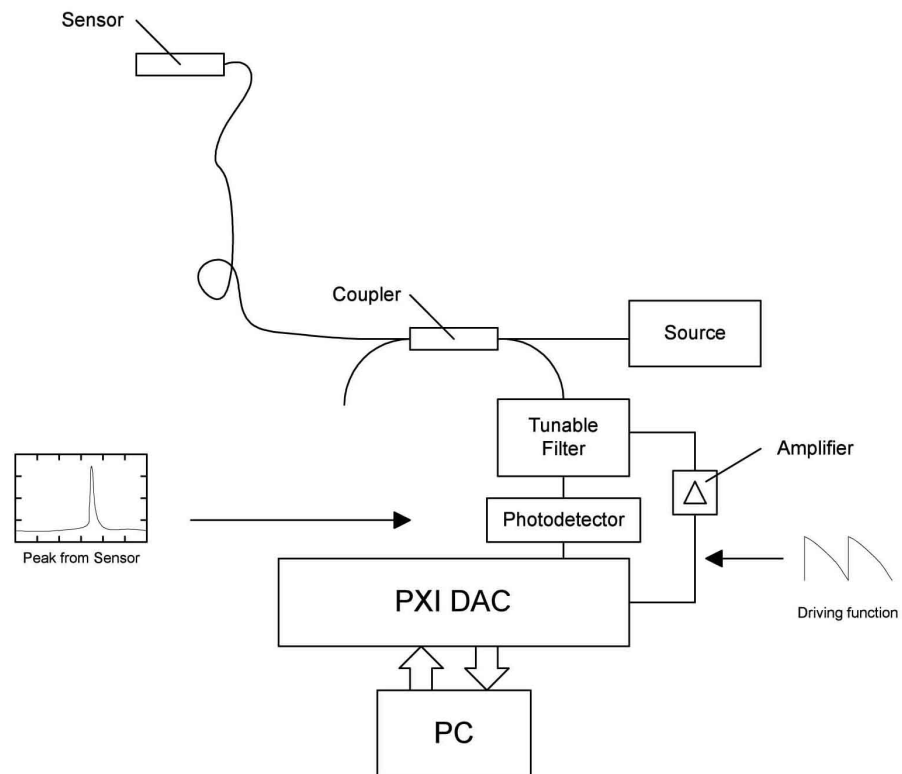 Sensor
Coupler
Source
Tunable
Filter
Amplifier
Photodetector
Peak from Sensor
PXI DAC
Driving function
PC